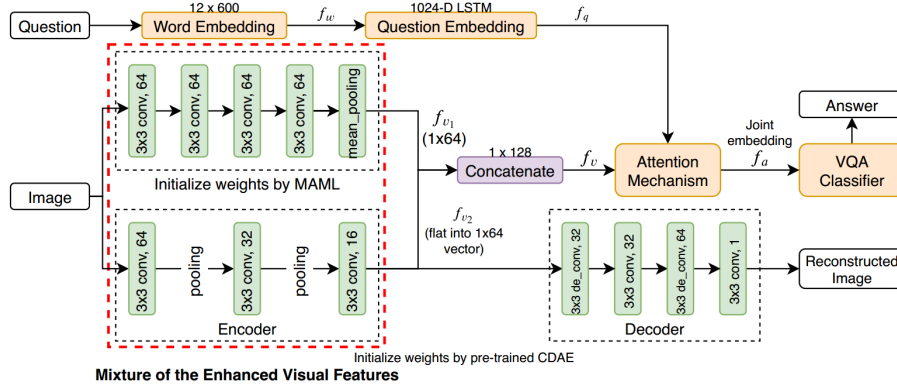 12 x 600
1024-D LSTM
Question
Word Embedding
f_w
Question Embedding
f_q
3x3 conv, 64
3x3 conv, 64
3x3 conv, 64
3x3 conv, 64
mean_pooling
Initialize weights by MAML
f_v1
(1x64)
1 x 128
Concatenate
f_v
Attention
Mechanism
Joint
embedding
f_a
VQA
Classifier
Answer
Image
3x3 conv, 64
pooling
3x3 conv, 32
pooling
3x3 conv, 16
Encoder
f_v2
(flat into 1x64
vector)
3x3 de_conv, 32
3x3 conv, 32
3x3 de_conv, 64
3x3 conv, 1
Decoder
Reconstructed
Image
Initialize weights by pre-trained CDAE
Mixture of the Enhanced Visual Features